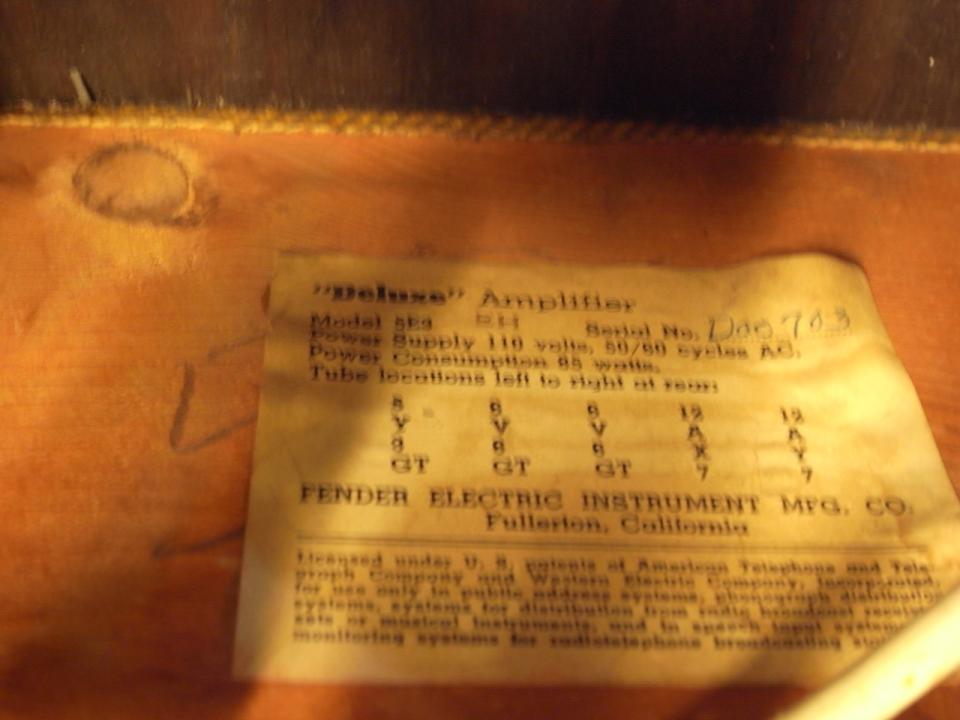 "Deluxe" Amplifier
Model 5E3 Serial No. D00703
Power Supply 110 volts, 50/60 cycles AC.
Power Consumption watts.
Tube locations left to right at rear:
5 6 6 12 12
Y V V A A
3 6 6 X Y
GT GT GT 7 7
FENDER ELECTRIC INSTRUMENT MFG. CO.
Fullerton, California
Licensed under U. S. patents of American Telephone and Tele-
graph Company and Western Electric Company, Incorporated,
for use only in public address systems, phonograph distribution
systems, systems for distribution from radio broadcast receiving
sets or musical instruments, and in speech input systems
monitoring systems for radiotelephone broadcasting